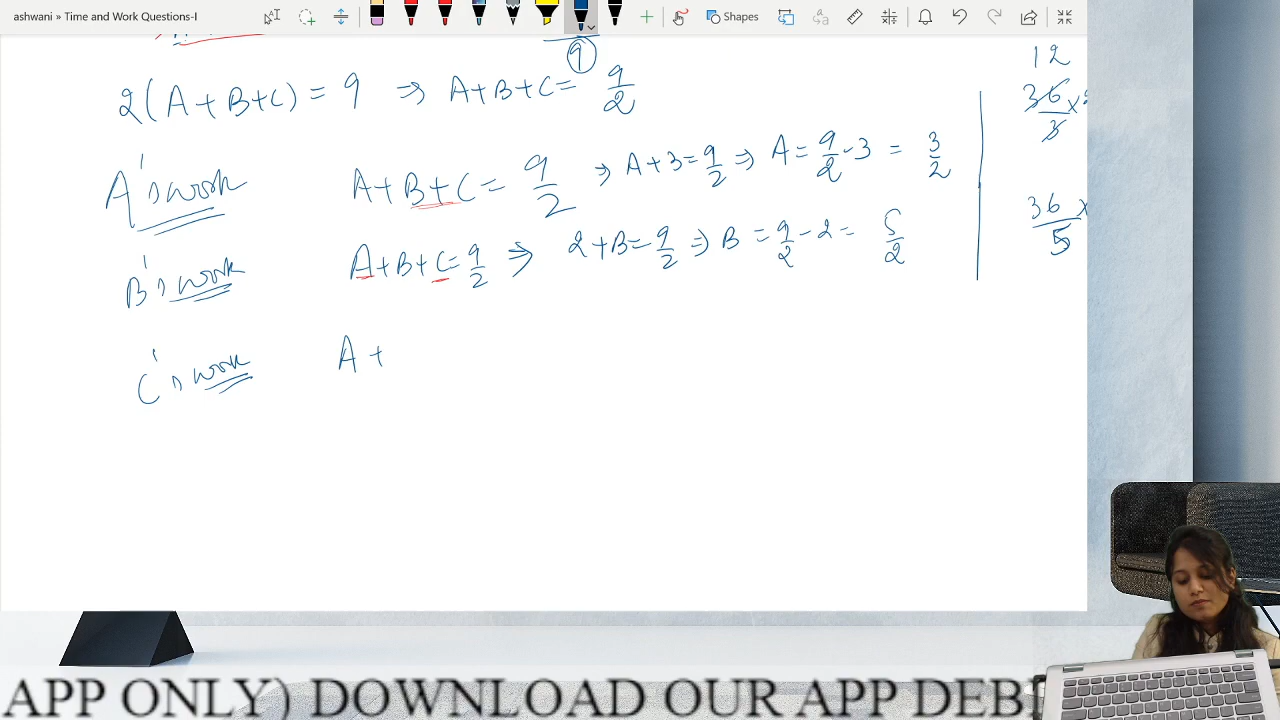 ashwani » Time and Work Questions-I
Shapes
9
2(A+B+C) = 9 ⇒ A+B+C = 9/2
A's work A+B+C = 9/2 ⇒ A+3 = 9/2 ⇒ A = 9/2 - 3 = 3/2
B's work A+B+C = 9/2 ⇒ 2+B = 9/2 ⇒ B = 9/2 - 2 = 5/2
C's work A +
12
36/3 ×
36/5 ×
APP ONLY) DOWNLOAD OUR APP DEB